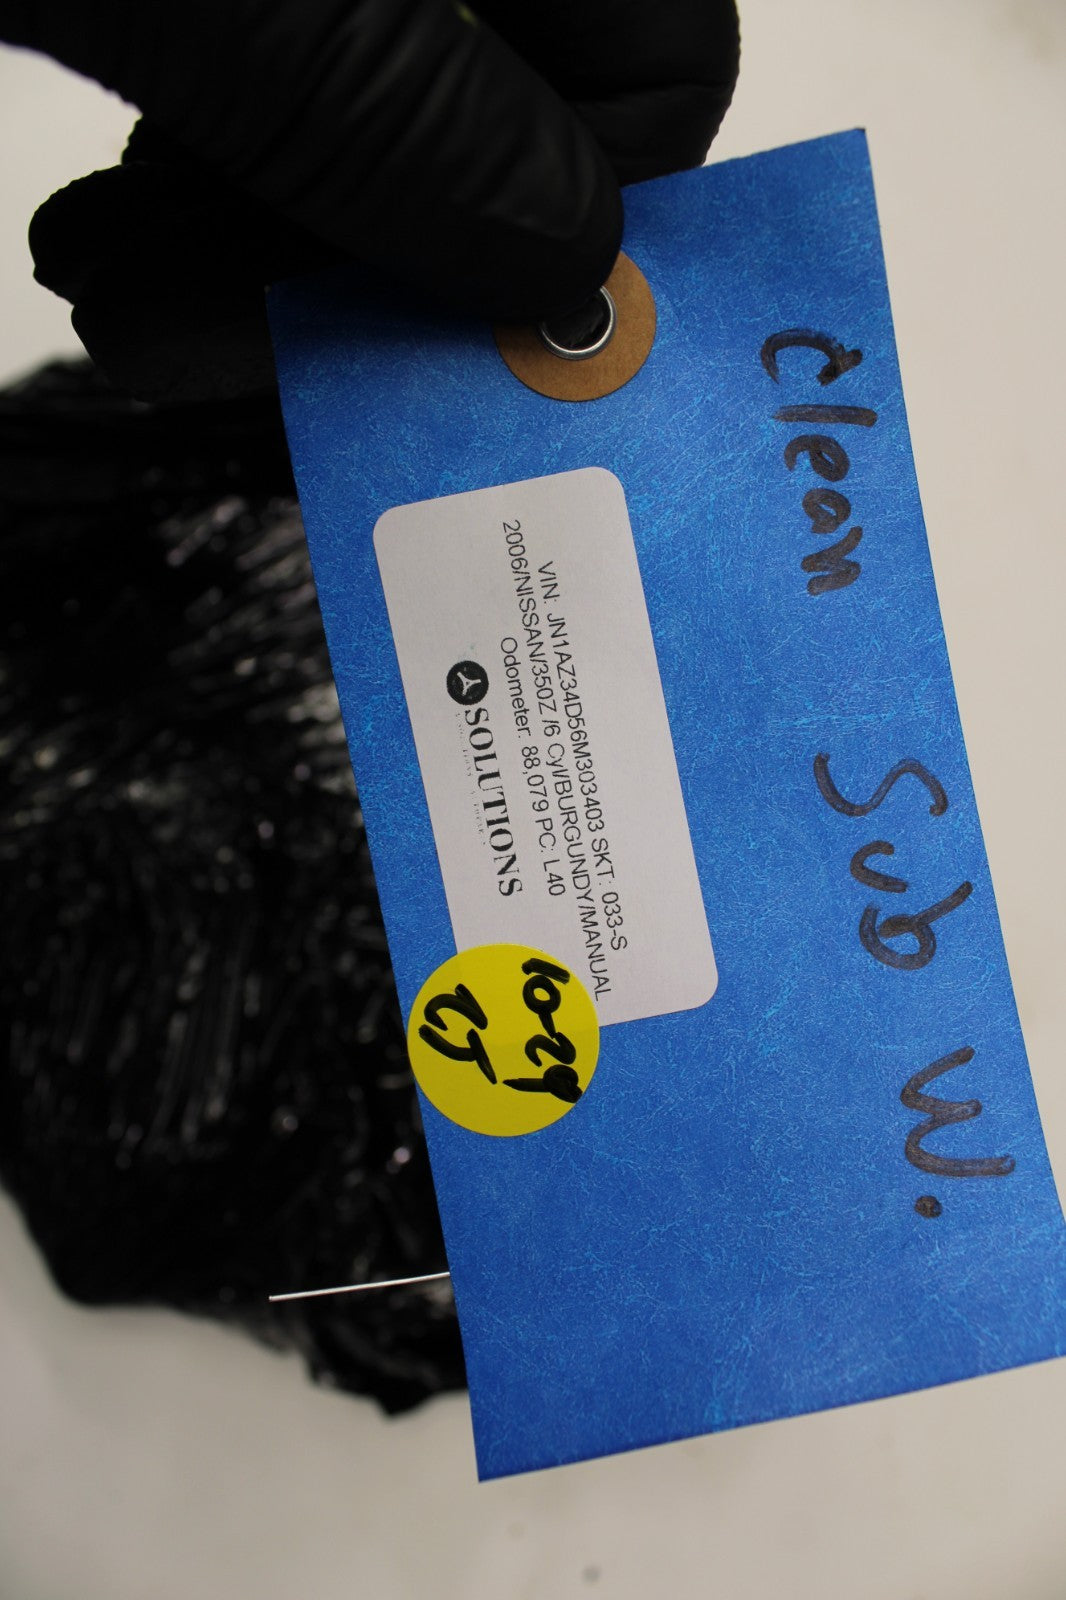 Clean Sub W.
VIN: JN1AZ34D56M303403 SKT: 033-S
2006/NISSAN/350Z /6 Cyl/BURGUNDY/MANUAL
Odometer: 88,079 PC: L40
SOLUTIONS
10-29